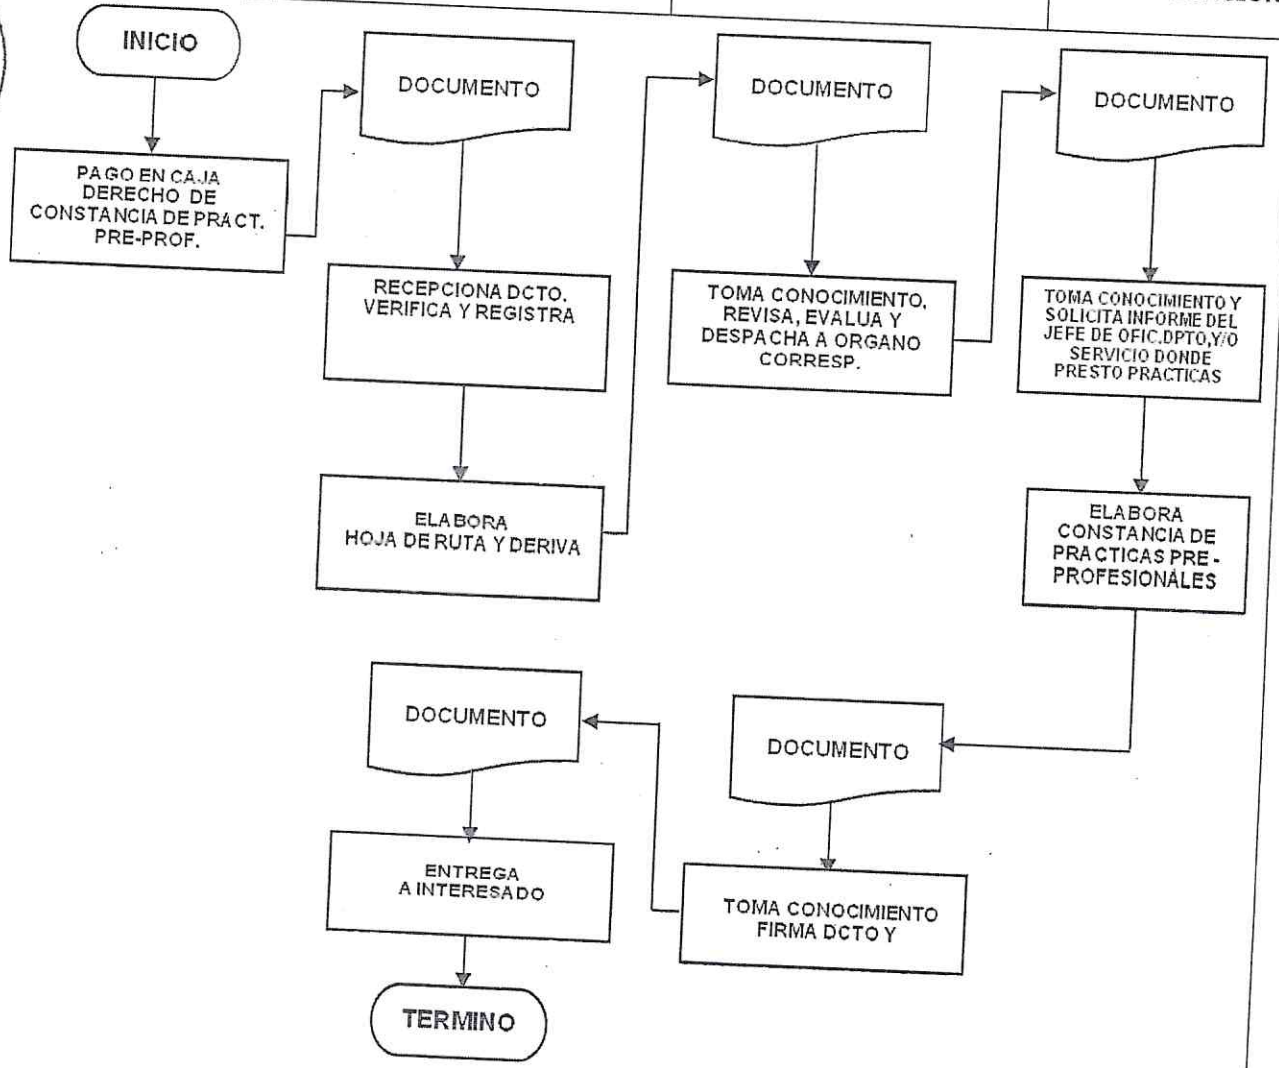 INICIO
PAGO EN CAJA
DERECHO DE
CONSTANCIA DE PRACT.
PRE-PROF.
DOCUMENTO
RECEPCIONA DCTO.
VERIFICA Y REGISTRA
ELABORA
HOJA DE RUTA Y DERIVA
DOCUMENTO
TOMA CONOCIMIENTO,
REVISA, EVALUA Y
DESPACHA A ORGANO
CORRESP.
DOCUMENTO
TOMA CONOCIMIENTO Y
SOLICITA INFORME DEL
JEFE DE OFIC.DPTO,Y/O
SERVICIO DONDE
PRESTO PRACTICAS
ELABORA
CONSTANCIA DE
PRACTICAS PRE-
PROFESIONALES
DOCUMENTO
TOMA CONOCIMIENTO
FIRMA DCTO Y
DOCUMENTO
ENTREGA
A INTERESADO
TERMINO